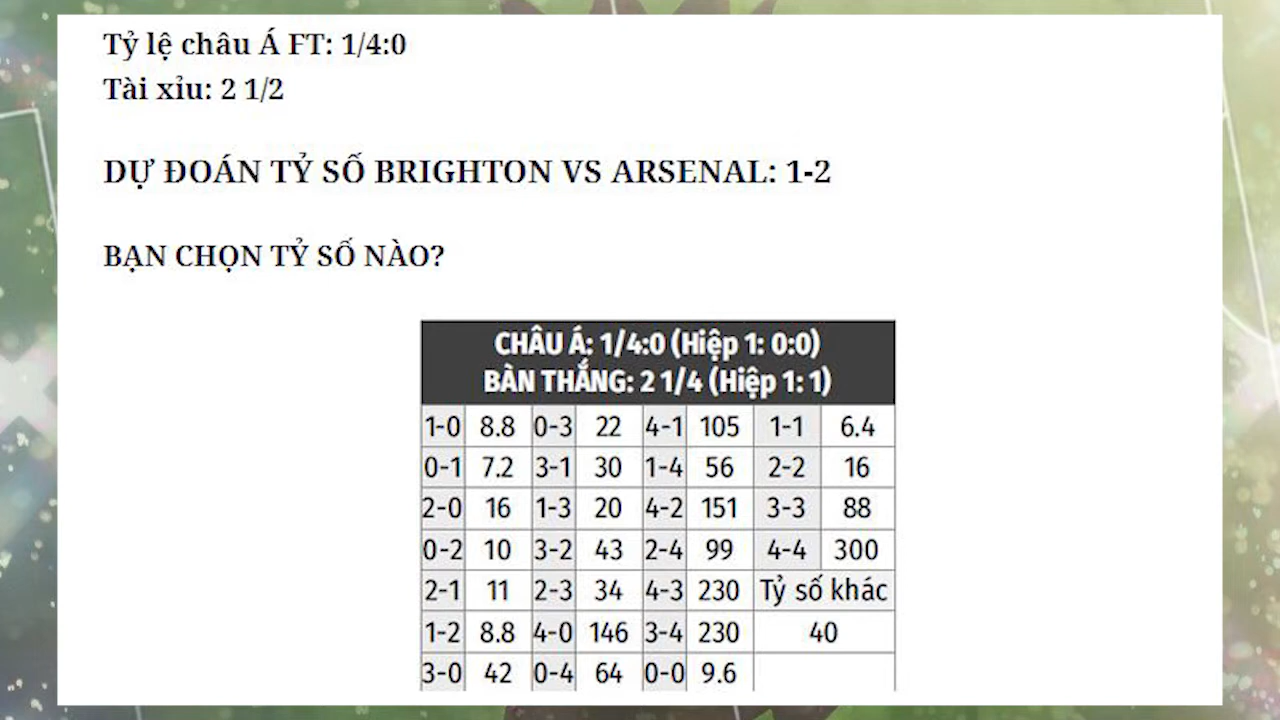 Tỷ lệ châu Á FT: 1/4:0
Tài xỉu: 2 1/2
DỰ ĐOÁN TỶ SỐ BRIGHTON VS ARSENAL: 1-2
BẠN CHỌN TỶ SỐ NÀO?
CHÂU Á: 1/4:0 (Hiệp 1: 0:0)
BÀN THẮNG: 2 1/4 (Hiệp 1: 1)
1-0 8.8 0-3 22 4-1 105 1-1 6.4
0-1 7.2 3-1 30 1-4 56 2-2 16
2-0 16 1-3 20 4-2 151 3-3 88
0-2 10 3-2 43 2-4 99 4-4 300
2-1 11 2-3 34 4-3 230 Tỷ số khác
1-2 8.8 4-0 146 3-4 230 40
3-0 42 0-4 64 0-0 9.6